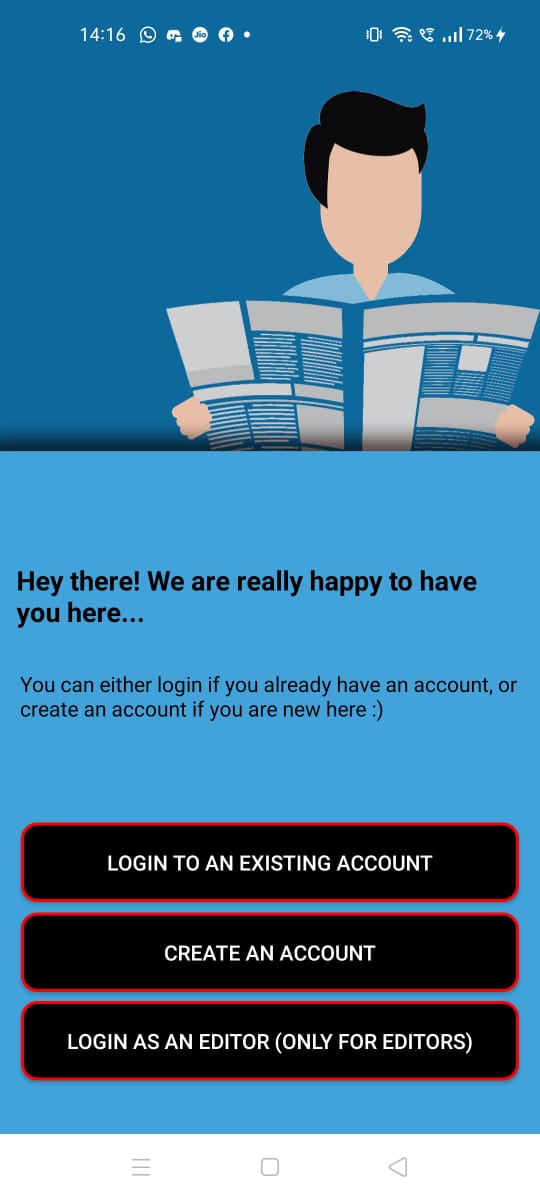 14:16
Jio
72%
Hey there! We are really happy to have
you here...
You can either login if you already have an account, or
create an account if you are new here :)
LOGIN TO AN EXISTING ACCOUNT
CREATE AN ACCOUNT
LOGIN AS AN EDITOR (ONLY FOR EDITORS)